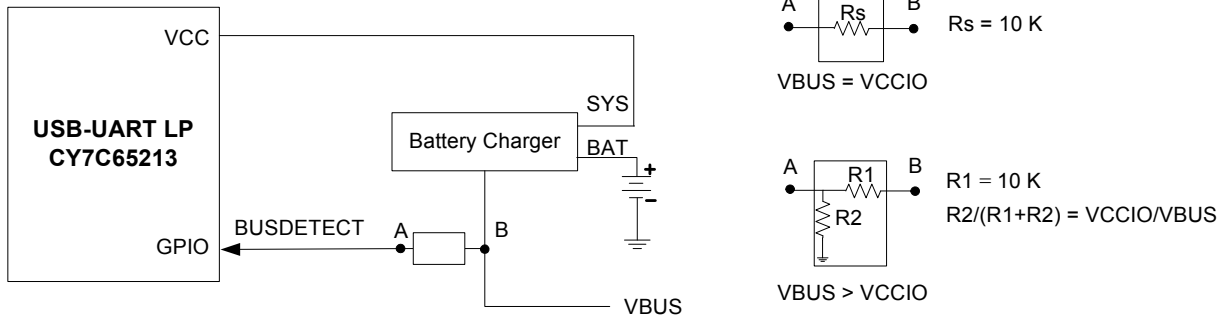 VCC
USB-UART LP
CY7C65213
GPIO
BUSDETECT
A
B
VBUS
SYS
Battery Charger
BAT
+
-
A
B
Rs
Rs = 10 K
VBUS = VCCIO
A
B
R1
R2
R1 = 10 K
R2/(R1+R2) = VCCIO/VBUS
VBUS > VCCIO